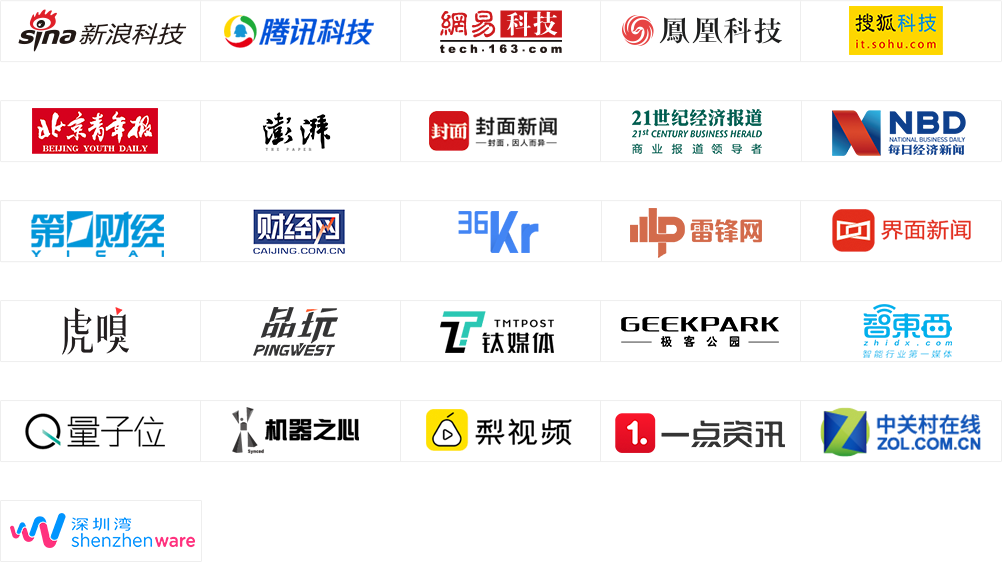 sina新浪科技
腾讯科技
網易科技
tech.163.com
鳳凰科技
搜狐科技
it.sohu.com
北京青年报
BEIJING YOUTH DAILY
澎湃
THE PAPER
封面
封面新闻
封面，因人而异
21世纪经济报道
21st CENTURY BUSINESS HERALD
商业报道领导者
NBD
NATIONAL BUSINESS DAILY
每日经济新闻
第一财经
YICAI
财经网
CAIJING.COM.CN
36Kr
雷锋网
界面新闻
虎嗅
品玩
PINGWEST
TMTPOST
钛媒体
GEEKPARK
极客公园
智東西
zhidx.com
智能行业第一媒体
量子位
机器之心
Synced
梨视频
1.
一点资讯
Z
中关村在线
ZOL.COM.CN
深圳湾
shenzhenware